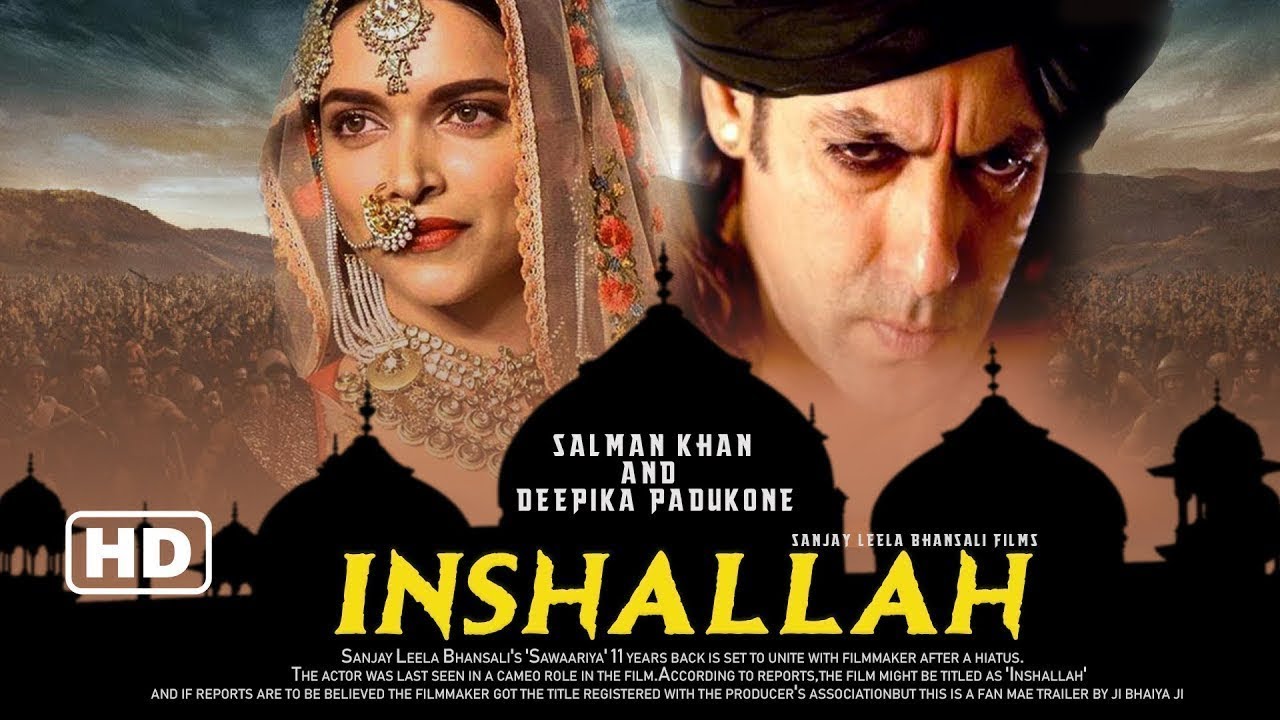 SALMAN KHAN
AND
DEEPIKA PADUKONE
SANJAY LEELA BHANSALI FILMS
HD
INSHALLAH
SANJAY LEELA BHANSALI'S 'SAWAARIYA' 11 YEARS BACK IS SET TO UNITE WITH FILMMAKER AFTER A HIATUS.
THE ACTOR WAS LAST SEEN IN A CAMEO ROLE IN THE FILM.ACCORDING TO REPORTS,THE FILM MIGHT BE TITLED AS 'INSHALLAH'
AND IF REPORTS ARE TO BE BELIEVED THE FILMMAKER GOT THE TITLE REGISTERED WITH THE PRODUCER'S ASSOCIATIONBUT THIS IS A FAN MAE TRAILER BY JI BHAIYA JI